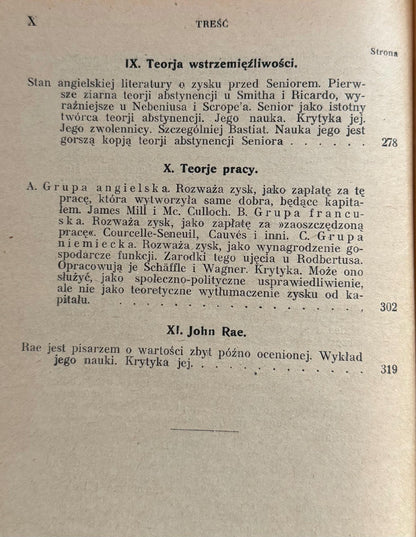 X
TREŚĆ
Strona
IX. Teorja wstrzemięźliwości.
Stan angielskiej literatury o zysku przed Seniorem. Pierw-
sze ziarna teorji abstynencji u Smitha i Ricardo, wy-
raźniejsze u Nebeniusa i Scrope'a. Senior jako istotny
twórca teorji abstynencji. Jego nauka. Krytyka jej.
Jego zwolennicy. Szczególniej Bastiat. Nauka jego jest
gorszą kopją teorji abstynencji Seniora . . . . . . 278
X. Teorje pracy.
A. Grupa angielska. Rozważa zysk, jako zapłatę za tę
pracę, która wytworzyła same dobra, będące kapita-
łem. James Mill i Mc. Culloch. B. Grupa francu-
ska. Rozważa zysk, jako zapłatę za »zaoszczędzoną
pracę«. Courcelle-Seneuil, Cauvés i inni. C. Grupa
niemiecka. Rozważa zysk, jako wynagrodzenie go-
spodarcze funkcji. Zarodki tego ujęcia u Rodbertusa.
Opracowują je Schäffle i Wagner. Krytyka. Może ono
służyć, jako społeczno-polityczne usprawiedliwienie,
ale nie jako teoretyczne wytłumaczenie zysku od ka-
pitału. . . . . . . . . . . . . . . . . 302
XI. John Rae.
Rae jest pisarzem o wartości zbyt późno ocenionej. Wykład
jego nauki. Krytyka jej. . . . . . . . . . . . 319